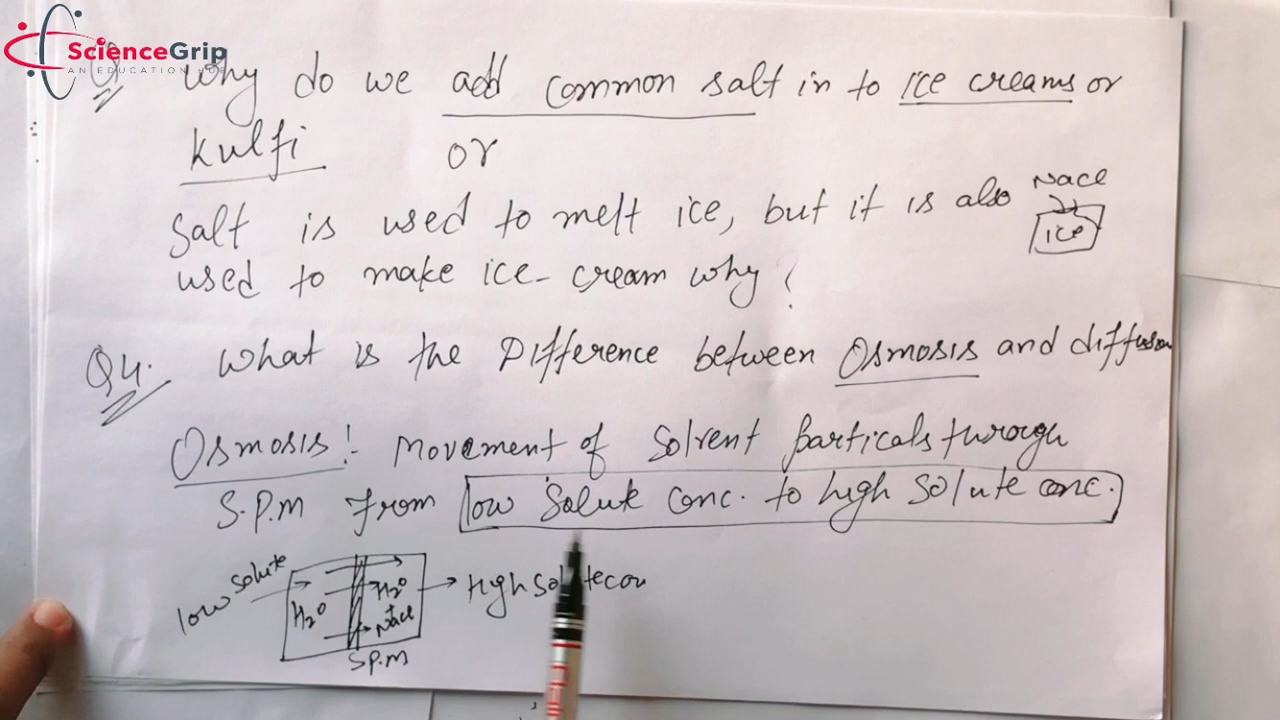 ScienceGrip
AN EDUCATION HUB
Q Why do we add common salt in to ice creams or
Kulfi or
Salt is used to melt ice, but it is also
used to make ice-cream why?
Nacl
ice
Q4. What is the Difference between Osmosis and diffusion
Osmosis:- Movement of Solvent Particals through
S.P.M from low Solute conc. to high Solute conc.
low solute
H2O
H2O
+
Nacl
S.P.M
High Solute con